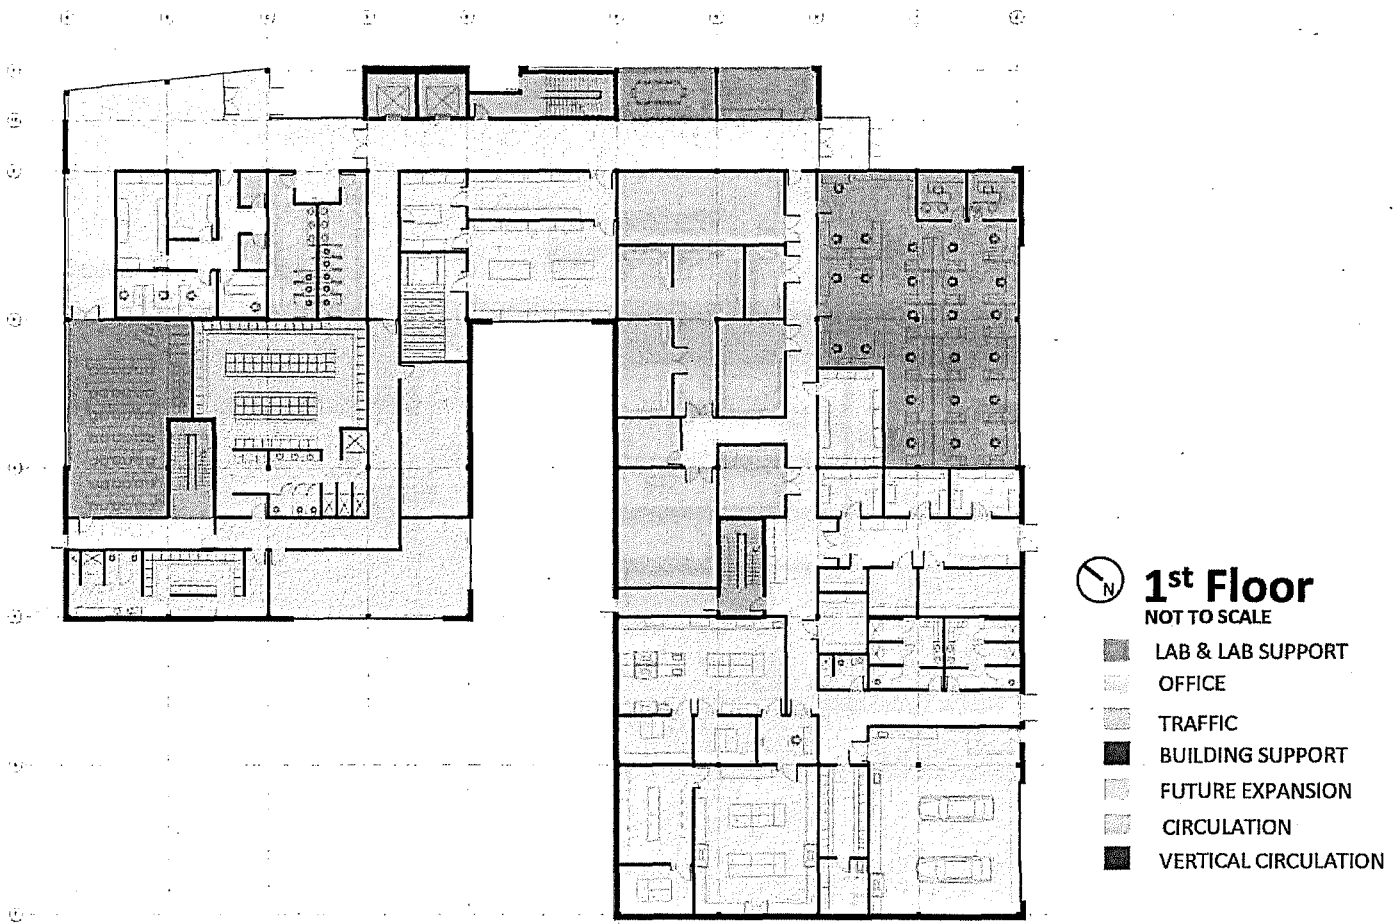 1st Floor
NOT TO SCALE
LAB & LAB SUPPORT
OFFICE
TRAFFIC
BUILDING SUPPORT
FUTURE EXPANSION
CIRCULATION
VERTICAL CIRCULATION
N